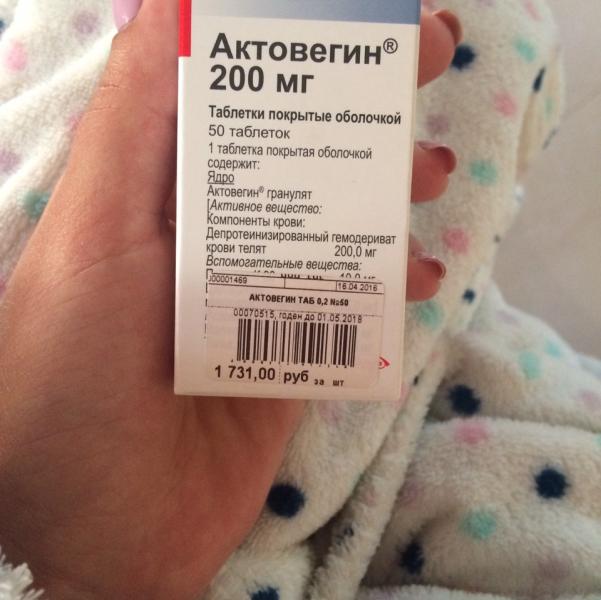 Актовегин®
200 мг
Таблетки покрытые оболочкой
50 таблеток
1 таблетка покрытая оболочкой
содержит:
Ядро
Актовегин® гранулят
[Активное вещество:
Компоненты крови:
Депротеинизированный гемодериват
крови телят 200,0 мг
Вспомогательные вещества:
J00001469
16.04.2016
АКТОВЕГИН ТАБ 0,2 №50
00070515, годен до 01.05.2018
1 731,00 руб за шт